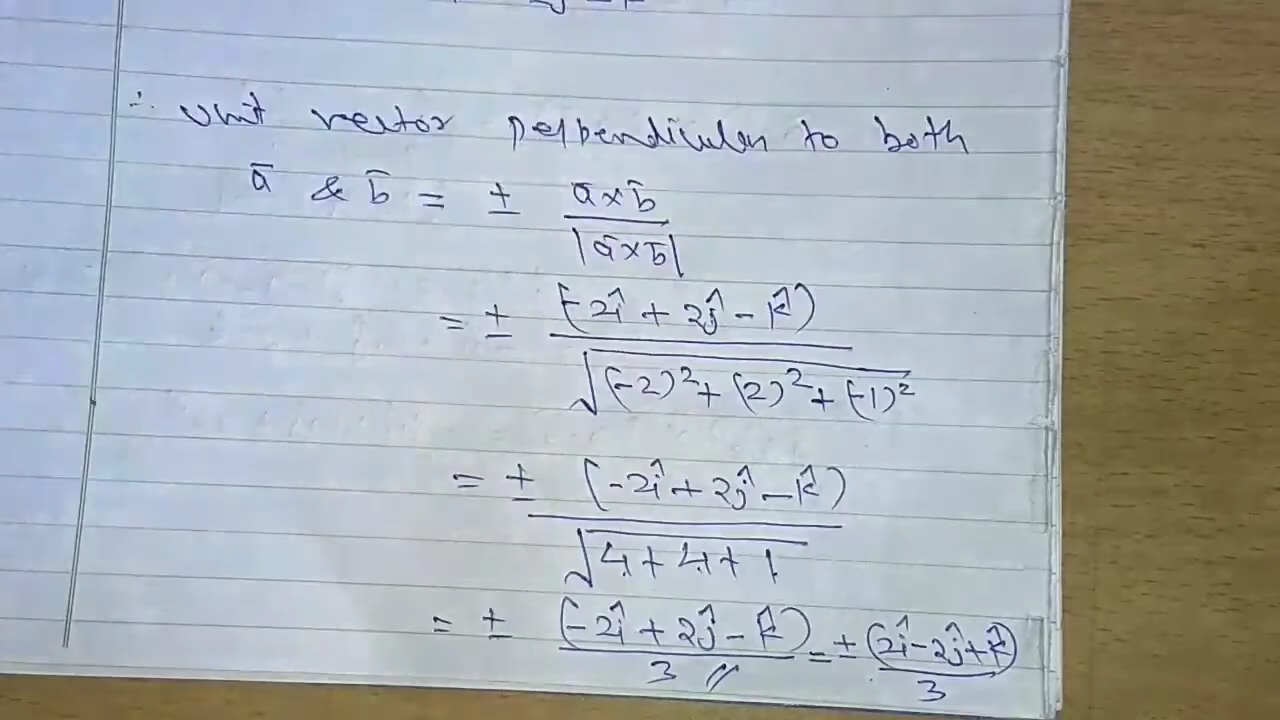 ∴ Unit vector perpendicular to both
ā & b̄ = ± ā×b̄ / |ā×b̄|
= ± (-2î + 2ĵ - k̂) / √((-2)² + (2)² + (-1)²)
= ± (-2î + 2ĵ - k̂) / √(4 + 4 + 1)
= ± (-2î + 2ĵ - k̂) / 3 // = ± (2î - 2ĵ + k̂) / 3